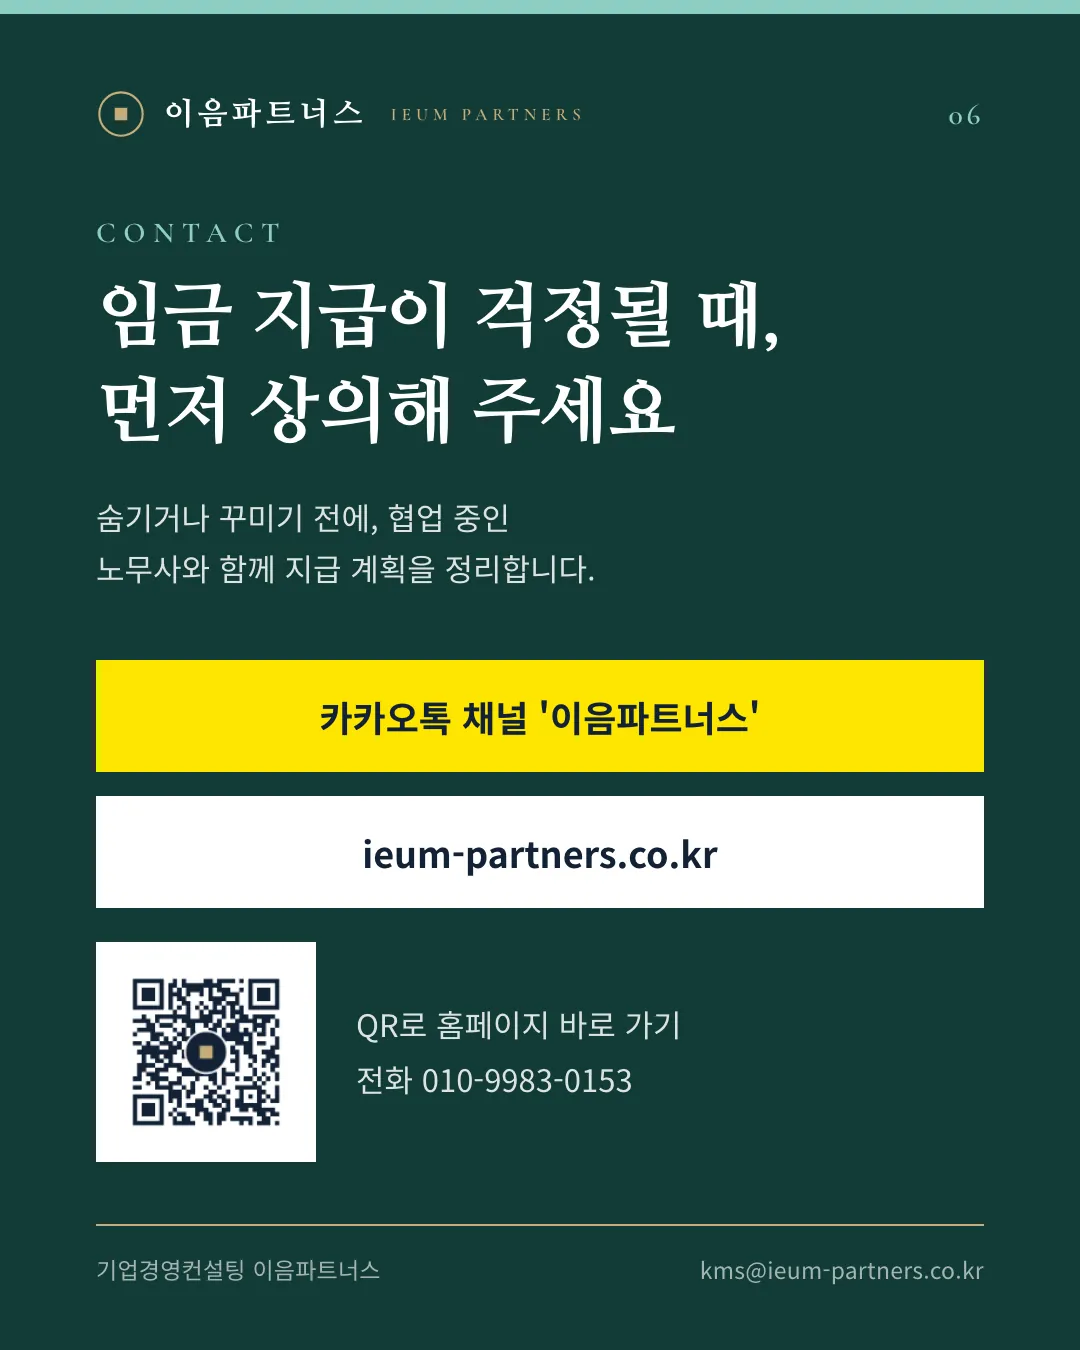 이음파트너스 IEUM PARTNERS 06
CONTACT
임금 지급이 걱정될 때,
먼저 상의해 주세요
숨기거나 꾸미기 전에, 협업 중인
노무사와 함께 지급 계획을 정리합니다.
카카오톡 채널 '이음파트너스'
ieum-partners.co.kr
QR로 홈페이지 바로 가기
전화 010-9983-0153
기업경영컨설팅 이음파트너스 kms@ieum-partners.co.kr